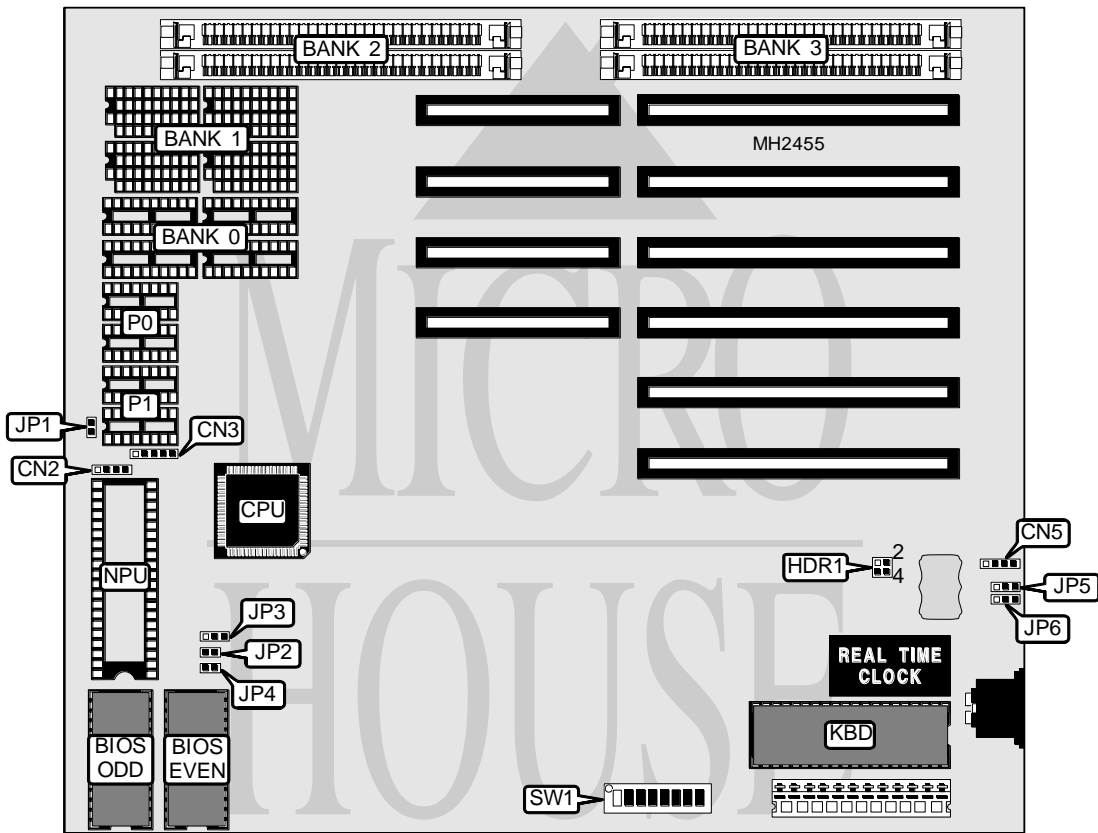 BANK 2
BANK 3
BANK 1
MH2455
BANK 0
P0
P1
JP1
CN3
CN2
CPU
NPU
HDR1
2
4
CN5
JP5
JP6
JP3
JP2
JP4
REAL TIME
CLOCK
BIOS
ODD
BIOS
EVEN
KBD
SW1
MICRO
HOUSE